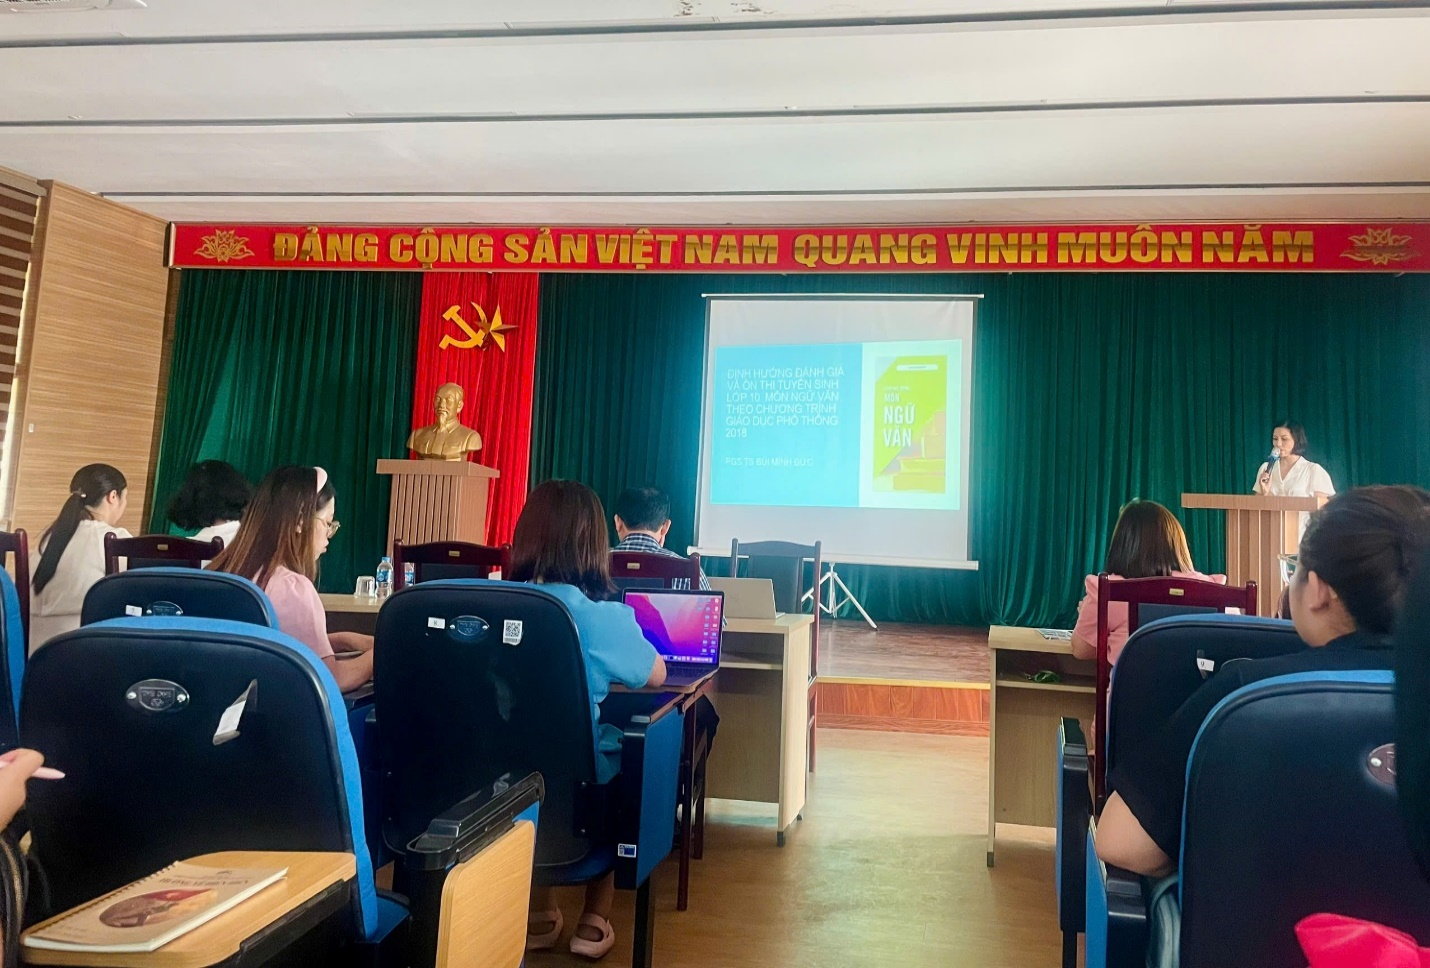 ĐẢNG CỘNG SẢN VIỆT NAM QUANG VINH MUÔN NĂM
ĐỊNH HƯỚNG ĐÁNH GIÁ
VÀ ÔN THI TUYỂN SINH
LỚP 10 MÔN NGỮ VĂN
THEO CHƯƠNG TRÌNH
GIÁO DỤC PHỔ THÔNG
2018
PGS.TS BÙI MINH ĐỨC
MÔN
NGỮ
VĂN